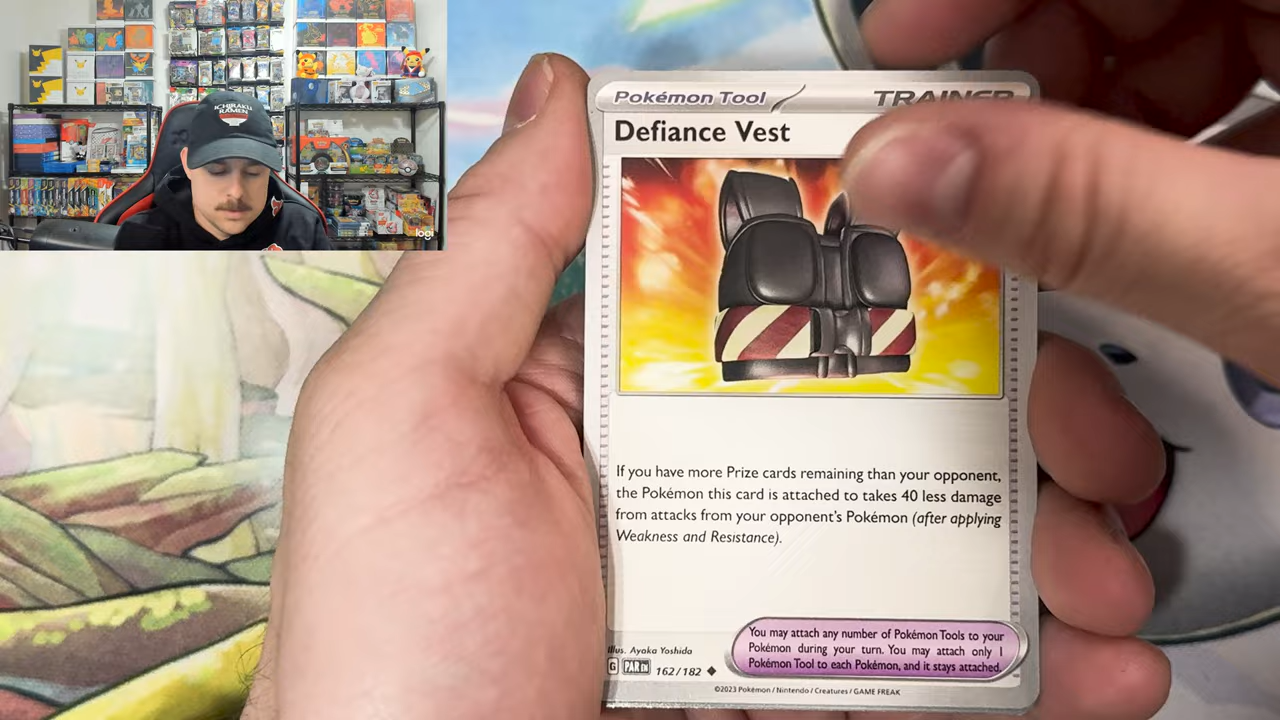 ICHIRAKU
RAMEN
logi
Pokémon Tool
TRAINER
Defiance Vest
If you have more Prize cards remaining than your opponent,
the Pokémon this card is attached to takes 40 less damage
from attacks from your opponent's Pokémon (after applying
Weakness and Resistance).
Illus. Ayaka Yoshida
G PAR EN 162/182
You may attach any number of Pokémon Tools to your
Pokémon during your turn. You may attach only 1
Pokémon Tool to each Pokémon, and it stays attached.
©2023 Pokémon / Nintendo / Creatures / GAME FREAK